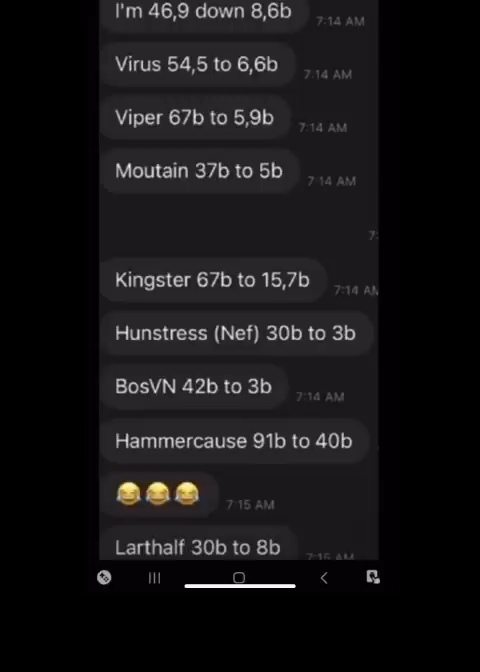 I'm 46,9 down 8,6b
7:14 AM
Virus 54,5 to 6,6b
7:14 AM
Viper 67b to 5,9b
7:14 AM
Moutain 37b to 5b
7:14 AM
7:
Kingster 67b to 15,7b
7:14 AM
Hunstress (Nef) 30b to 3b
BosVN 42b to 3b
7:14 AM
Hammercause 91b to 40b
😂😂😂
7:15 AM
Larthalf 30b to 8b
7:15 AM